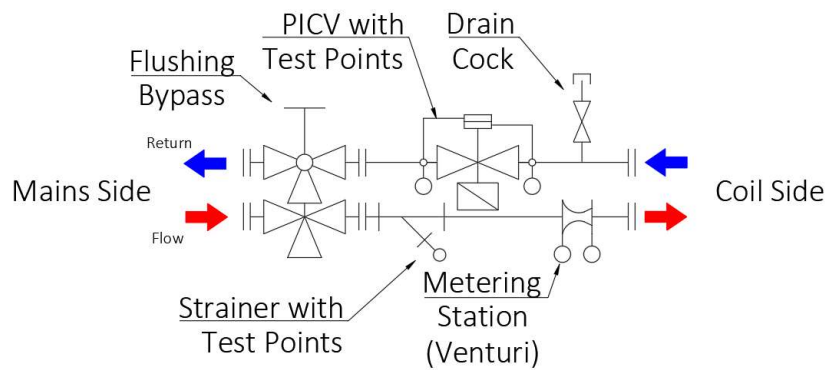 PICV with
Test Points
Drain
Cock
Flushing
Bypass
Return
Mains Side
Coil Side
Flow
Strainer with
Test Points
Metering
Station
(Venturi)